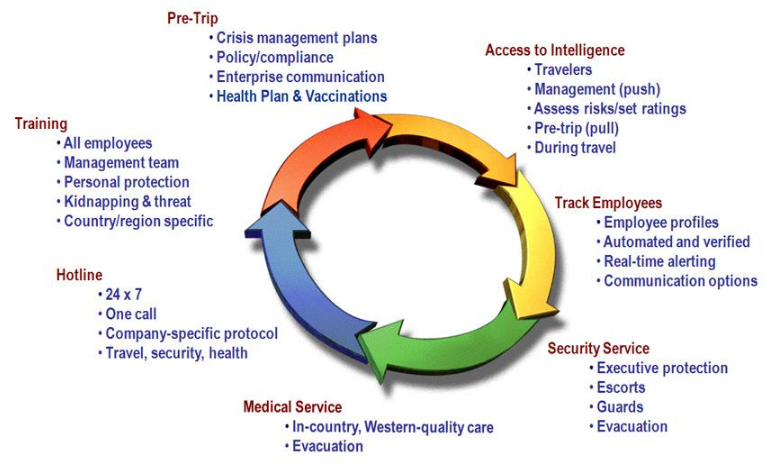 Pre-Trip
• Crisis management plans
• Policy/compliance
• Enterprise communication
• Health Plan & Vaccinations
Access to Intelligence
• Travelers
• Management (push)
• Assess risks/set ratings
• Pre-trip (pull)
• During travel
Track Employees
• Employee profiles
• Automated and verified
• Real-time alerting
• Communication options
Security Service
• Executive protection
• Escorts
• Guards
• Evacuation
Medical Service
• In-country, Western-quality care
• Evacuation
Hotline
• 24 x 7
• One call
• Company-specific protocol
• Travel, security, health
Training
• All employees
• Management team
• Personal protection
• Kidnapping & threat
• Country/region specific